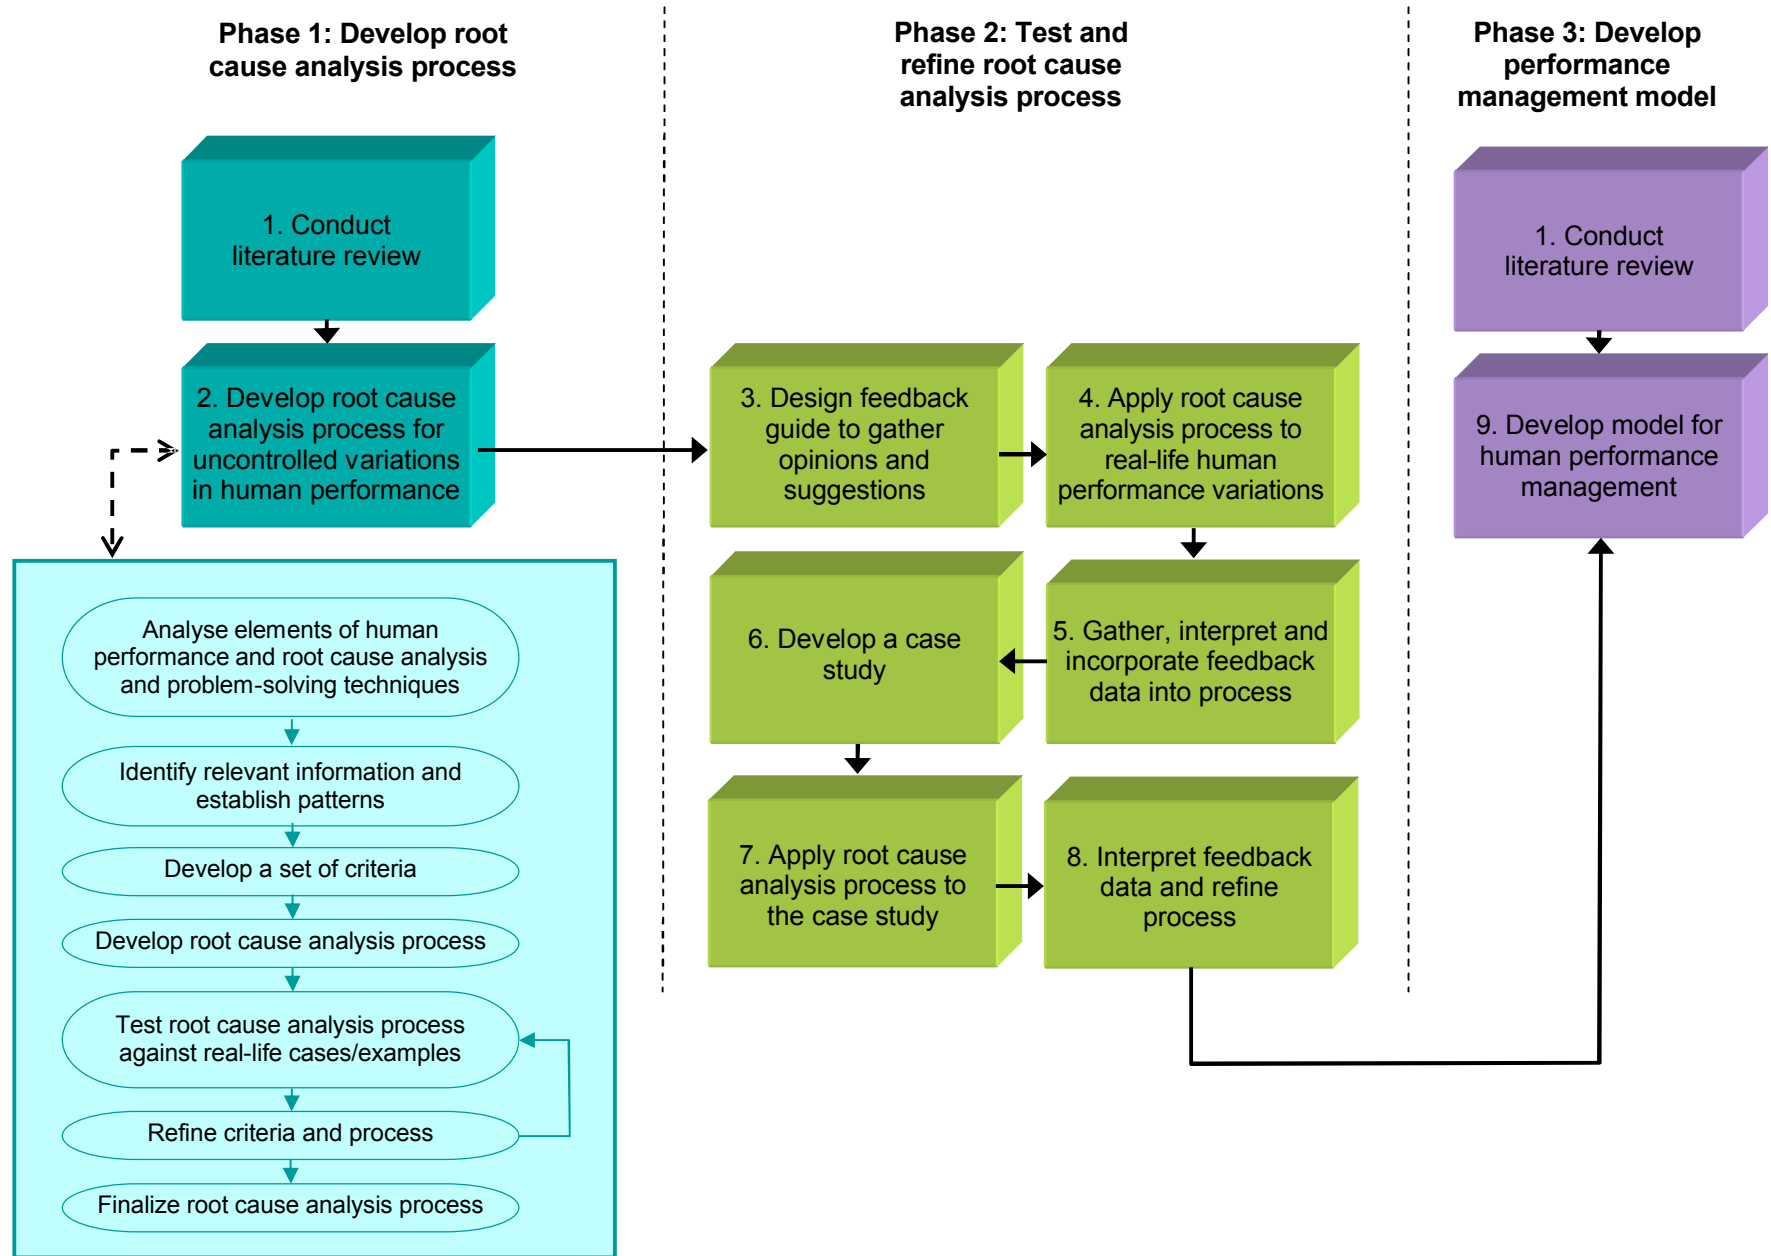 Phase 1: Develop root
cause analysis process
Phase 2: Test and
refine root cause
analysis process
Phase 3: Develop
performance
management model
1. Conduct
literature review
2. Develop root cause
analysis process for
uncontrolled variations
in human performance
Analyse elements of human
performance and root cause analysis
and problem-solving techniques
Identify relevant information and
establish patterns
Develop a set of criteria
Develop root cause analysis process
Test root cause analysis process
against real-life cases/examples
Refine criteria and process
Finalize root cause analysis process
3. Design feedback
guide to gather
opinions and
suggestions
4. Apply root cause
analysis process to
real-life human
performance variations
5. Gather, interpret and
incorporate feedback
data into process
6. Develop a case
study
7. Apply root cause
analysis process to
the case study
8. Interpret feedback
data and refine
process
1. Conduct
literature review
9. Develop model for
human performance
management